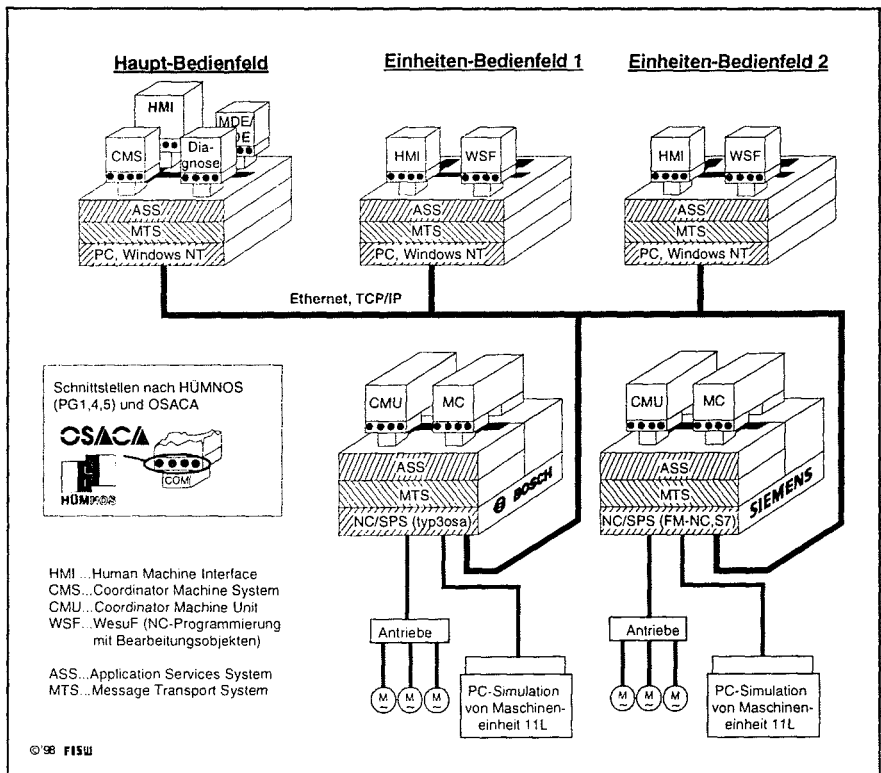 Haupt-Bedienfeld
Einheiten-Bedienfeld 1
Einheiten-Bedienfeld 2
HMI
MDE/
CMS
Dia-
gnose
HMI
WSF
HMI
WSF
ASS
MTS
PC, Windows NT
ASS
MTS
PC, Windows NT
ASS
MTS
PC, Windows NT
Ethernet, TCP/IP
Schnittstellen nach HÜMNOS
(PG1,4,5) und OSACA
OSACA
HÜMNOS
COM
CMU
MC
ASS
MTS
NC/SPS (typ3osa)
BOSCH
CMU
MC
ASS
MTS
NC/SPS (FM-NC,S7)
SIEMENS
HMI ...Human Machine Interface
CMS...Coordinator Machine System
CMU...Coordinator Machine Unit
WSF...WesuF (NC-Programmierung
mit Bearbeitungsobjekten)
ASS...Application Services System
MTS...Message Transport System
Antriebe
M ~
M ~
M ~
PC-Simulation
von Maschinen-
einheit 11L
Antriebe
M ~
M ~
M ~
PC-Simulation
von Maschinen-
einheit 11L
©'98 FISW